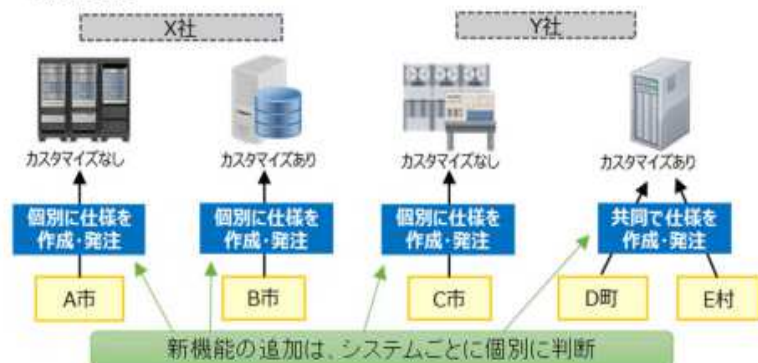 X社
Y社
カスタマイズなし
カスタマイズあり
カスタマイズなし
カスタマイズあり
個別に仕様を
作成・発注
個別に仕様を
作成・発注
個別に仕様を
作成・発注
共同で仕様を
作成・発注
A市
B市
C市
D町
E村
新機能の追加は、システムごとに個別に判断